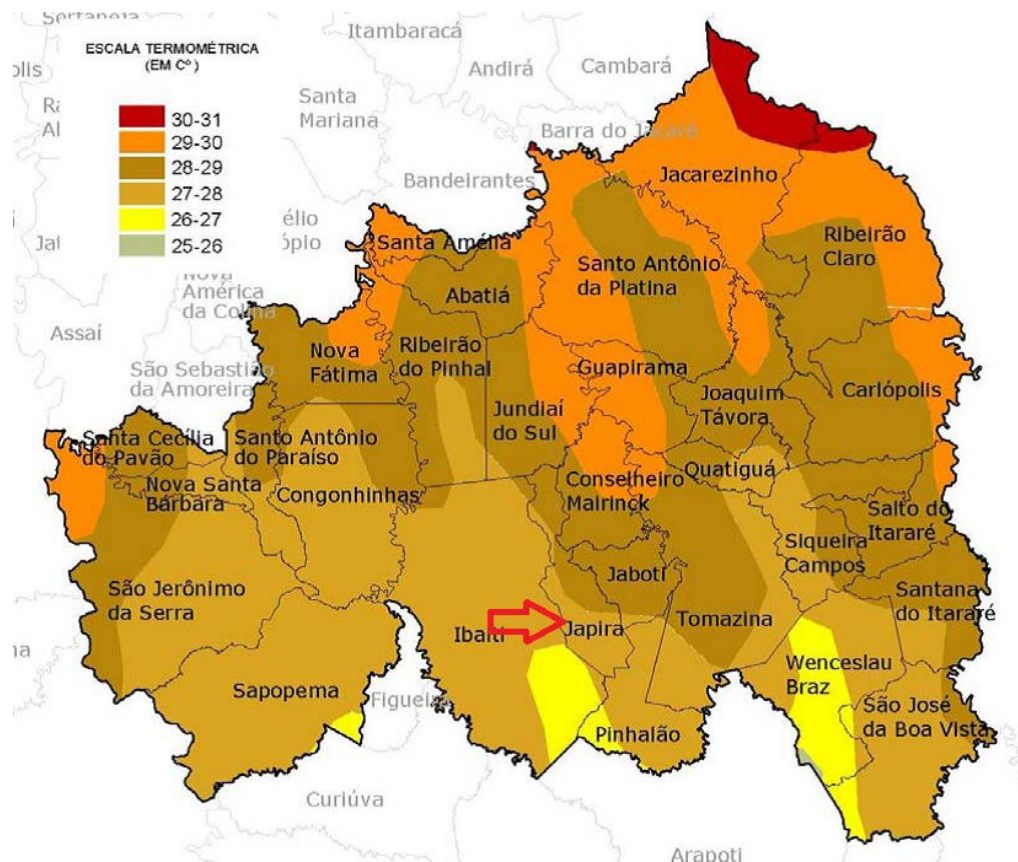 Sertaneja
Itambaracá
ESCALA TERMOMÉTRICA
(EM Cº)
Andirá
Cambará
Santa
Mariana
30-31
29-30
28-29
27-28
26-27
25-26
Barra do Jacaré
Bandeirantes
Jacarezinho
élio
ópio
Santa Amélia
Ribeirão
Claro
Santo Antônio
da Platina
Abatiá
Nova
América
da Colina
Assaí
São Sebastião
da Amoreira
Nova
Fátima
Ribeirão
do Pinhal
Guapirama
Joaquim
Távora
Carlópolis
Jundiaí
do Sul
Santa Cecília
do Pavão
Santo Antônio
do Paraíso
Nova Santa
Bárbara
Congonhinhas
Conselheiro
Mairinck
Quatiguá
Salto do
Itararé
Siqueira
Campos
São Jerônimo
da Serra
Jaboti
Santana
do Itararé
Tomazina
Japira
Ibaiti
Wenceslau
Braz
Sapopema
Figueira
São José
da Boa Vista
Pinhalão
Curiúva
Arapoti